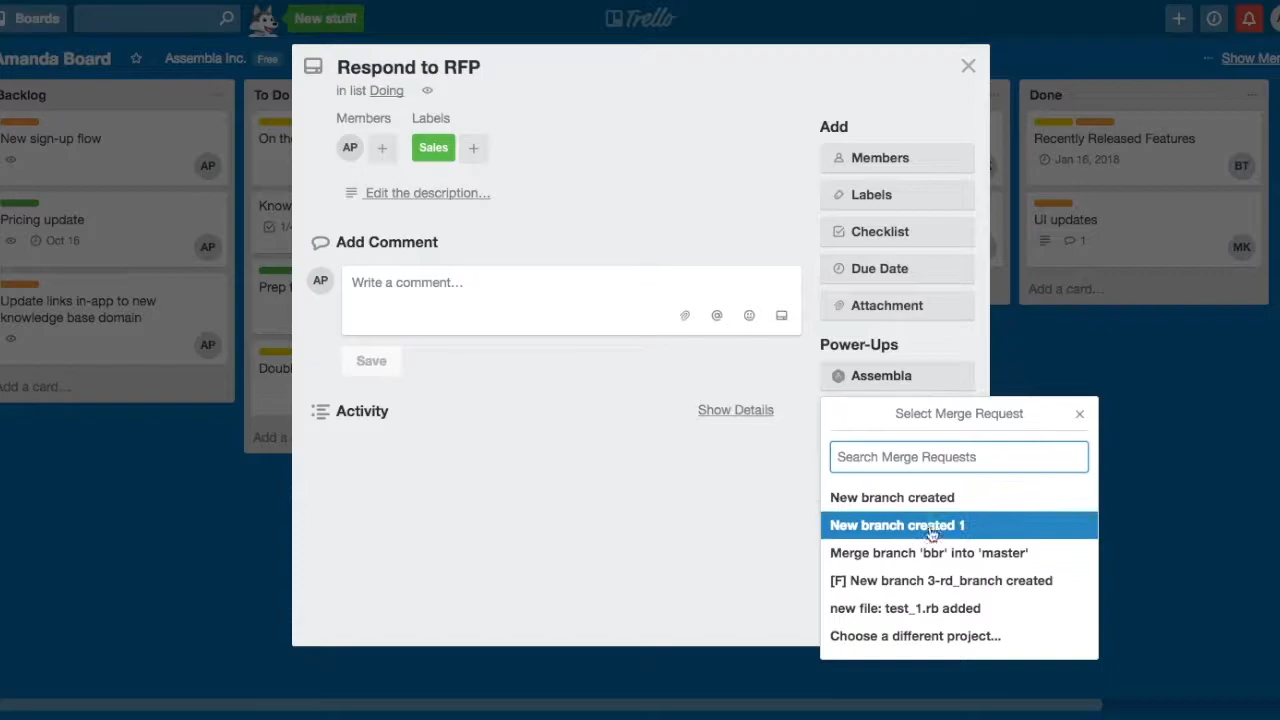 Boards
New stuff!
Trello
Amanda Board
Assembla Inc.
Free
Show Men
Backlog
New sign-up flow
AP
Pricing update
Oct 16
AP
Update links in-app to new
knowledge base domain
AP
Add a card...
To Do
On th
Know
1/
Prep t
Doubl
Add a
Respond to RFP
in list Doing
Members
Labels
AP
Sales
Edit the description...
Add Comment
AP
Write a comment…
Save
Activity
Show Details
Add
Members
Labels
Checklist
Due Date
Attachment
Power-Ups
Assembla
Select Merge Request
Search Merge Requests
New branch created
New branch created 1
Merge branch 'bbr' into 'master'
[F] New branch 3-rd_branch created
new file: test_1.rb added
Choose a different project...
Done
Recently Released Features
Jan 16, 2018
BT
UI updates
1
MK
Add a card...